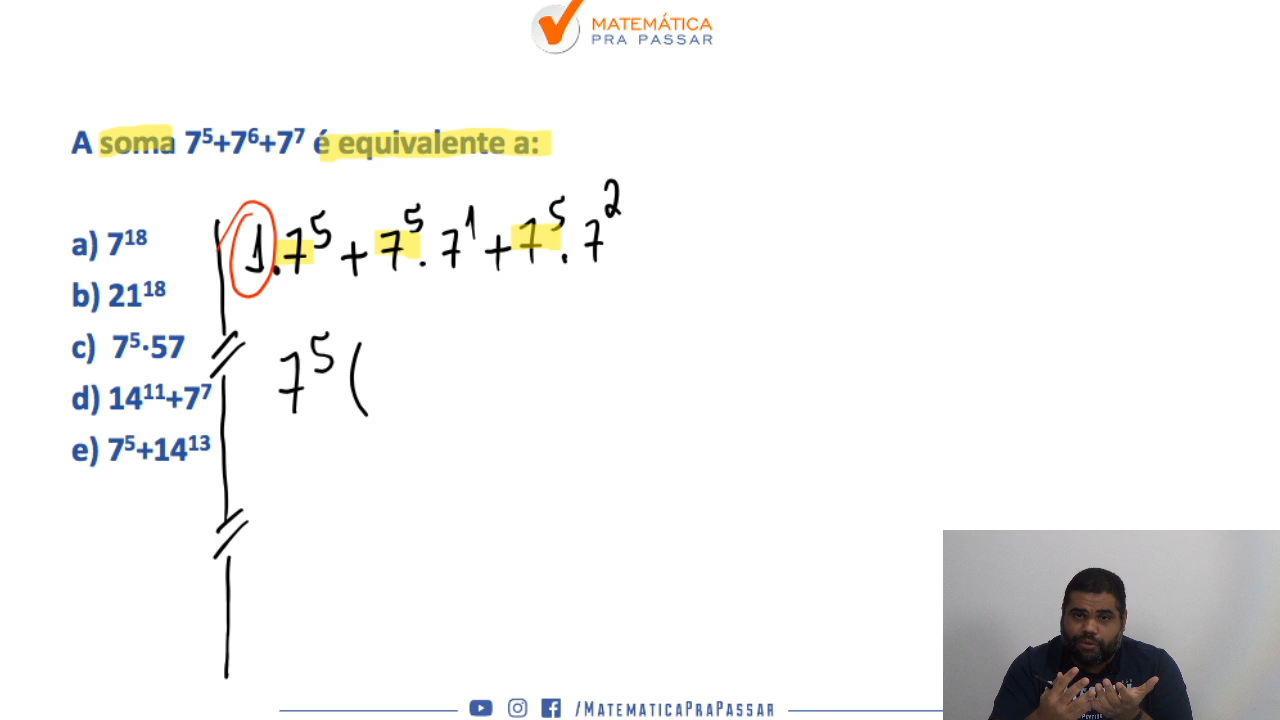 MATEMÁTICA
PRA PASSAR
A soma 7⁵+7⁶+7⁷ é equivalente a:
a) 7¹⁸
b) 21¹⁸
c) 7⁵·57
d) 14¹¹+7⁷
e) 7⁵+14¹³
1.7⁵ + 7⁵.7¹ + 7⁵.7²
7⁵(
/MATEMATICAPRAPASSAR